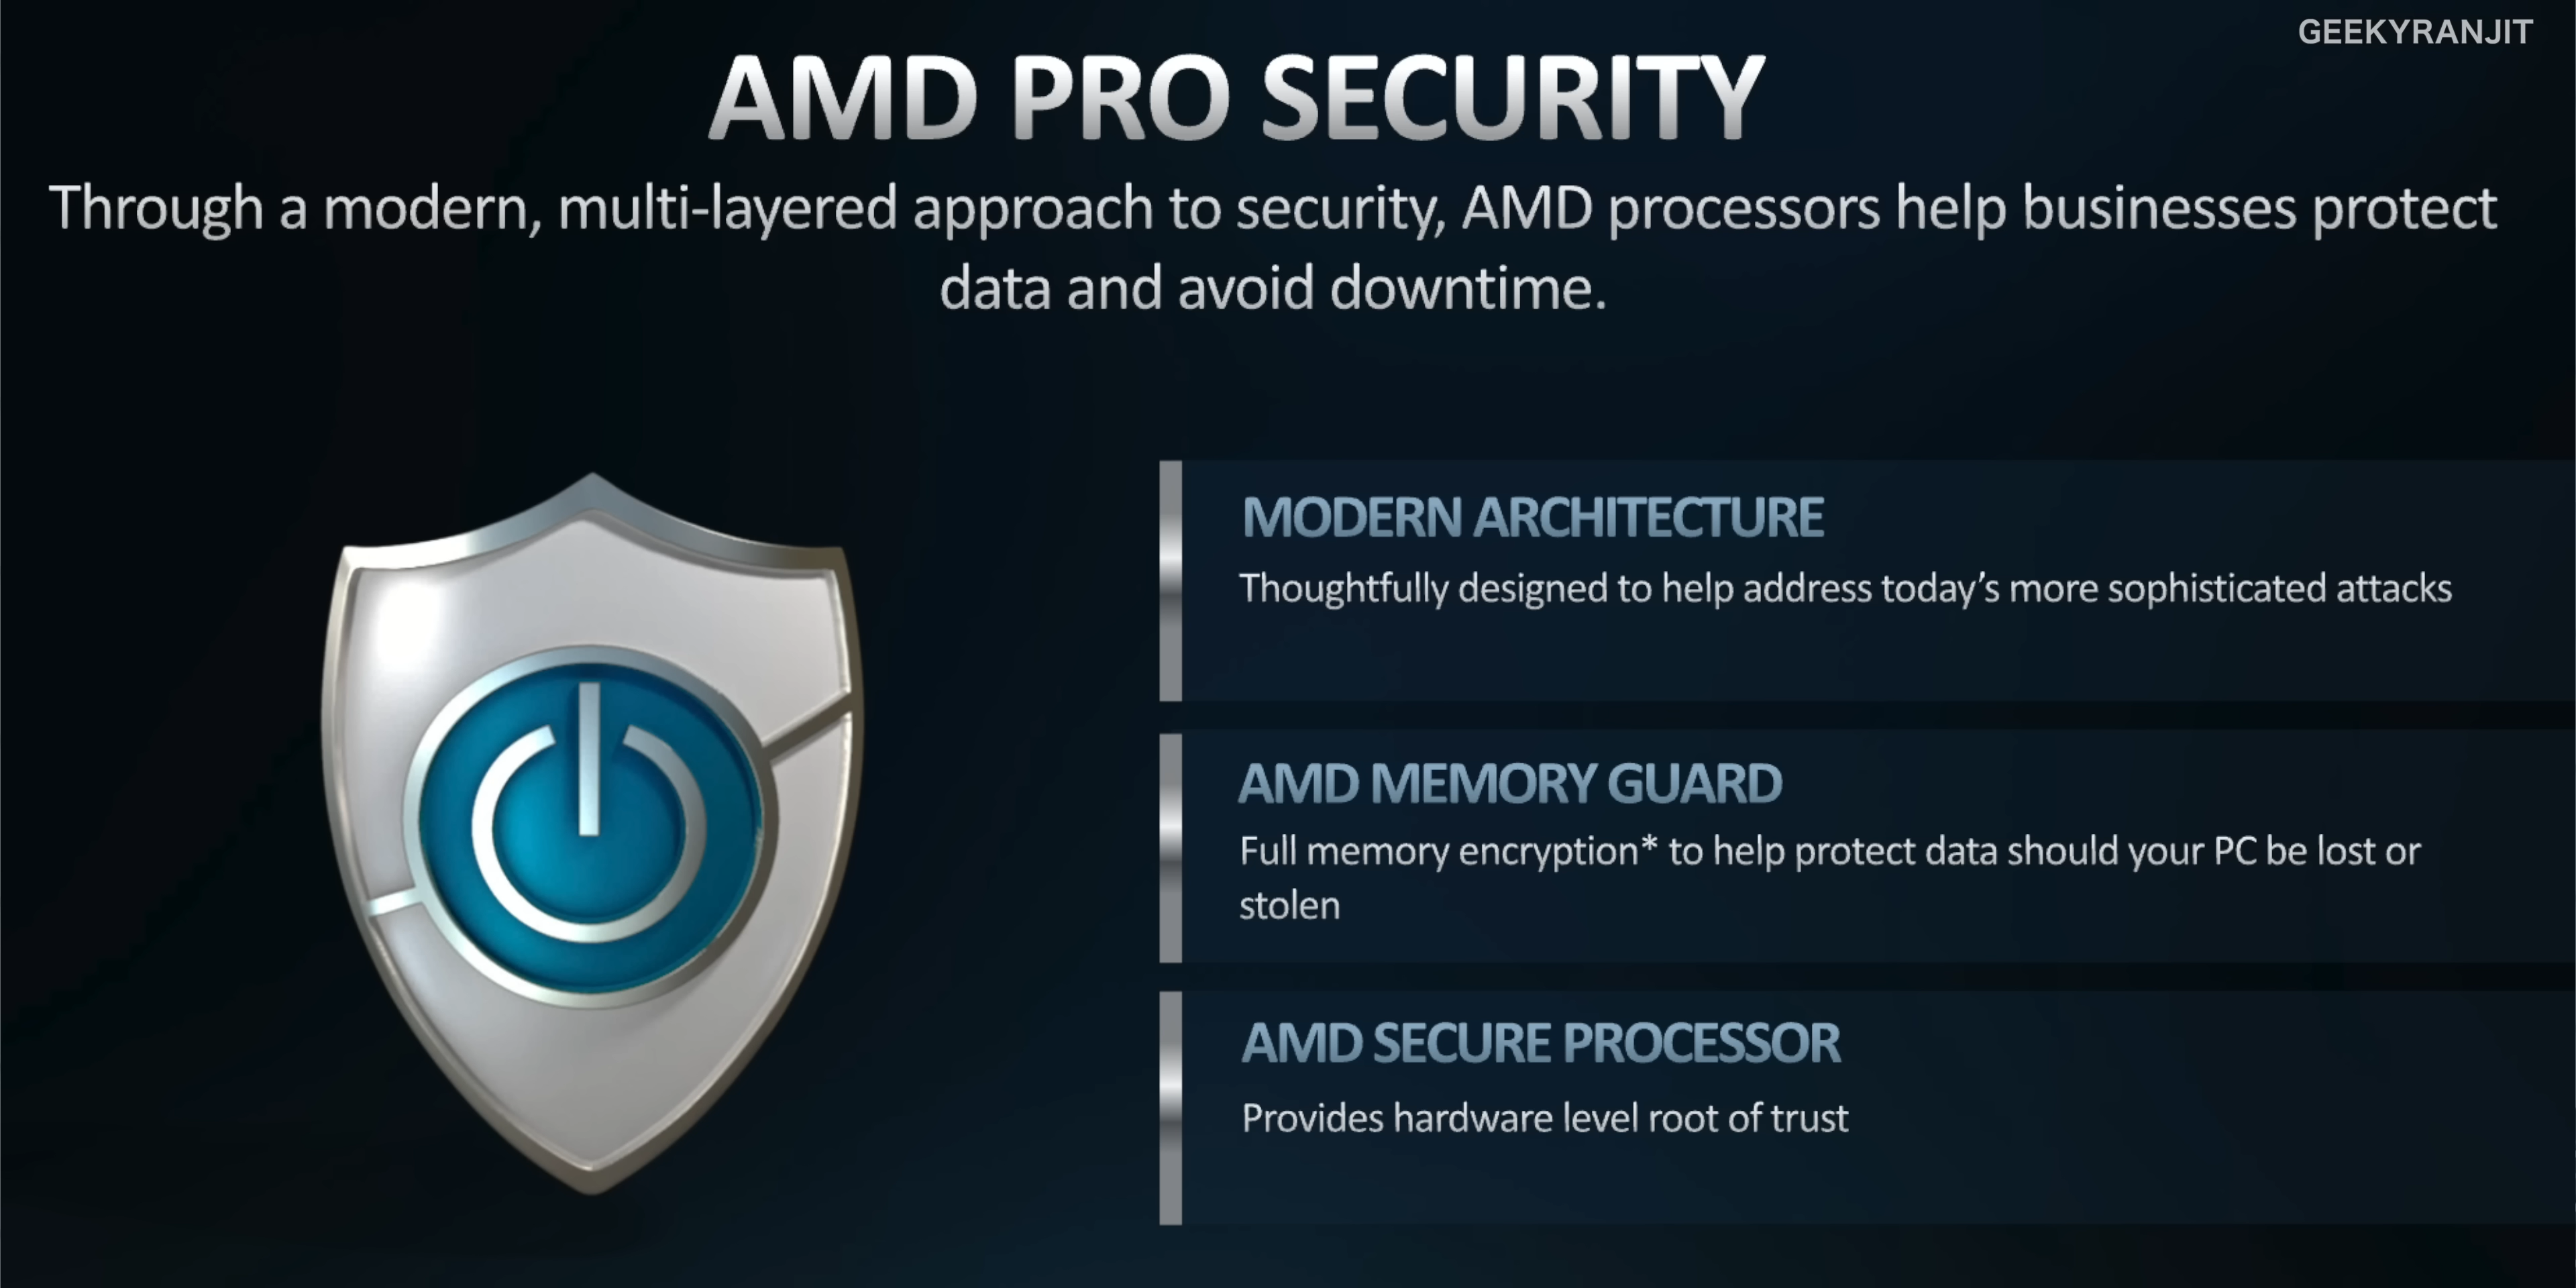 GEEKYRANJIT
AMD PRO SECURITY
Through a modern, multi-layered approach to security, AMD processors help businesses protect
data and avoid downtime.
MODERN ARCHITECTURE
Thoughtfully designed to help address today’s more sophisticated attacks
AMD MEMORY GUARD
Full memory encryption* to help protect data should your PC be lost or
stolen
AMD SECURE PROCESSOR
Provides hardware level root of trust